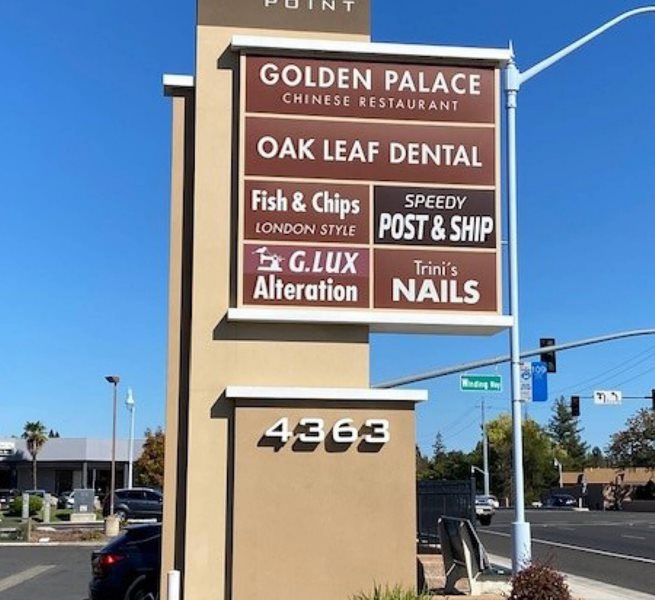 POINT
GOLDEN PALACE
CHINESE RESTAURANT
OAK LEAF DENTAL
Fish & Chips
LONDON STYLE
SPEEDY
POST & SHIP
G.LUX
Alteration
Trini's
NAILS
4363
Winding Way
109